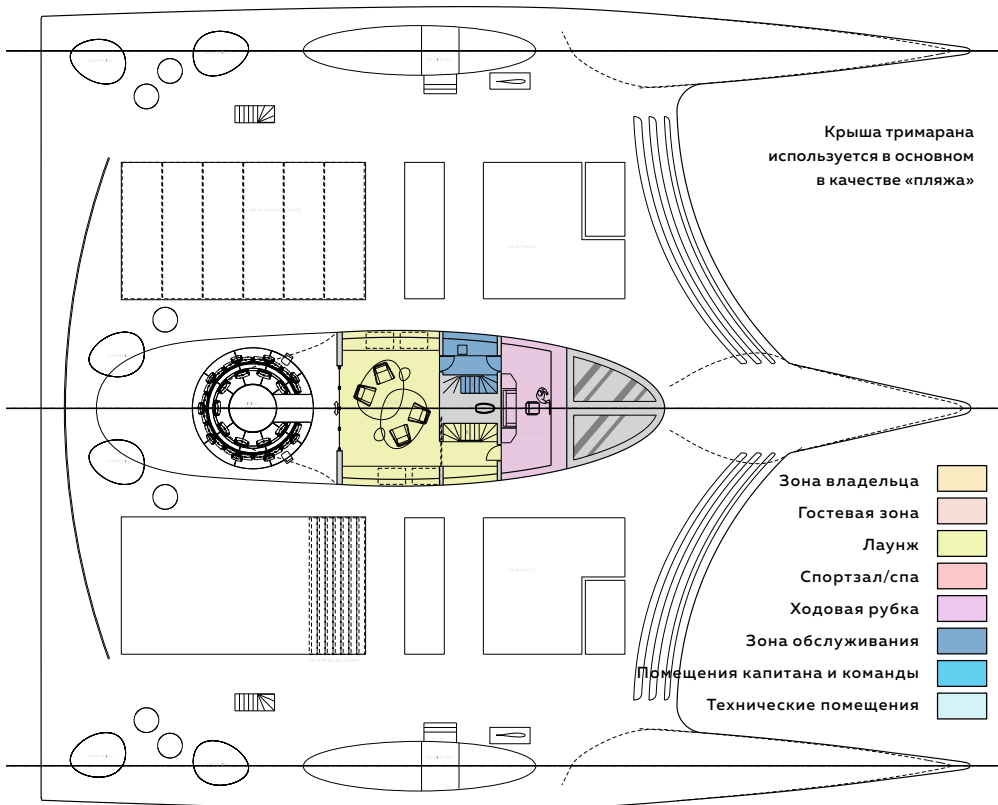 Крыша тримарана
используется в основном
в качестве «пляжа»
Зона владельца
Гостевая зона
Лаунж
Спортзал/спа
Ходовая рубка
Зона обслуживания
Помещения капитана и команды
Технические помещения